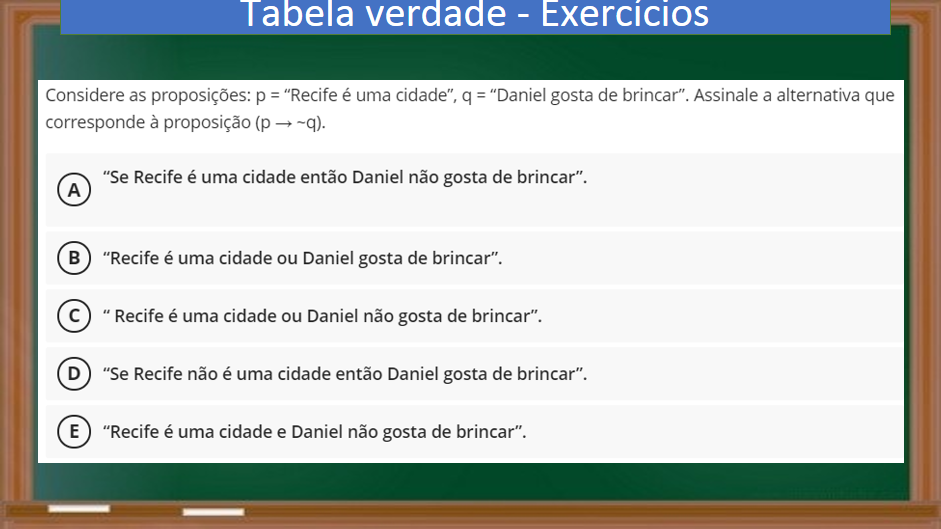 Tabela verdade - Exercícios
Considere as proposições: p = “Recife é uma cidade”, q = “Daniel gosta de brincar”. Assinale a alternativa que
corresponde à proposição (p → ~q).
A “Se Recife é uma cidade então Daniel não gosta de brincar”.
B “Recife é uma cidade ou Daniel gosta de brincar”.
C “ Recife é uma cidade ou Daniel não gosta de brincar”.
D “Se Recife não é uma cidade então Daniel gosta de brincar”.
E “Recife é uma cidade e Daniel não gosta de brincar”.